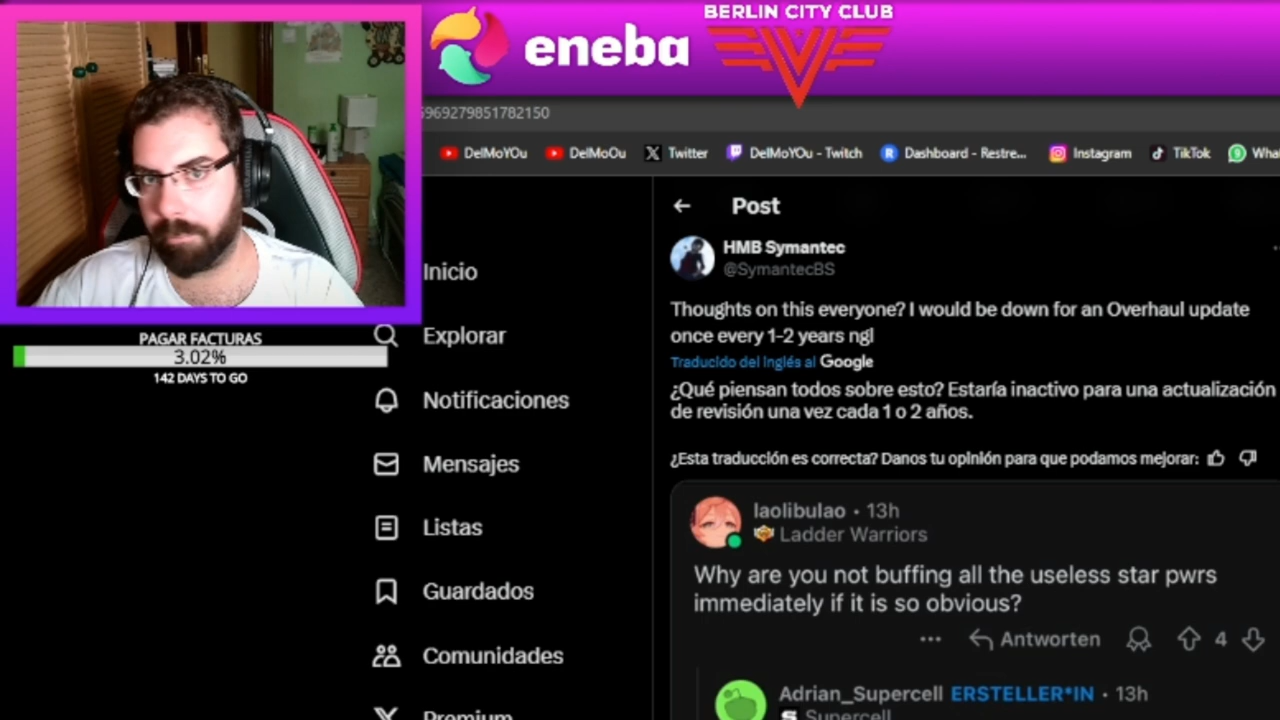 BERLIN CITY CLUB
eneba
6969279851782150
DelMoYOu
DelMoOu
Twitter
DelMoYOu - Twitch
Dashboard - Restre...
Instagram
TikTok
Post
HMB Symantec
@SymantecBS
Inicio
Thoughts on this everyone? I would be down for an Overhaul update
once every 1-2 years ngl
PAGAR FACTURAS
3.02%
142 DAYS TO GO
Explorar
Traducido del inglés al Google
¿Qué piensan todos sobre esto? Estaría inactivo para una actualización
de revisión una vez cada 1 o 2 años.
Notificaciones
¿Esta traducción es correcta? Danos tu opinión para que podamos mejorar:
Mensajes
laolibulao • 13h
Ladder Warriors
Listas
Why are you not buffing all the useless star pwrs
immediately if it is so obvious?
Guardados
Antworten
4
Comunidades
Adrian_Supercell ERSTELLER*IN • 13h
Supercell
Premium